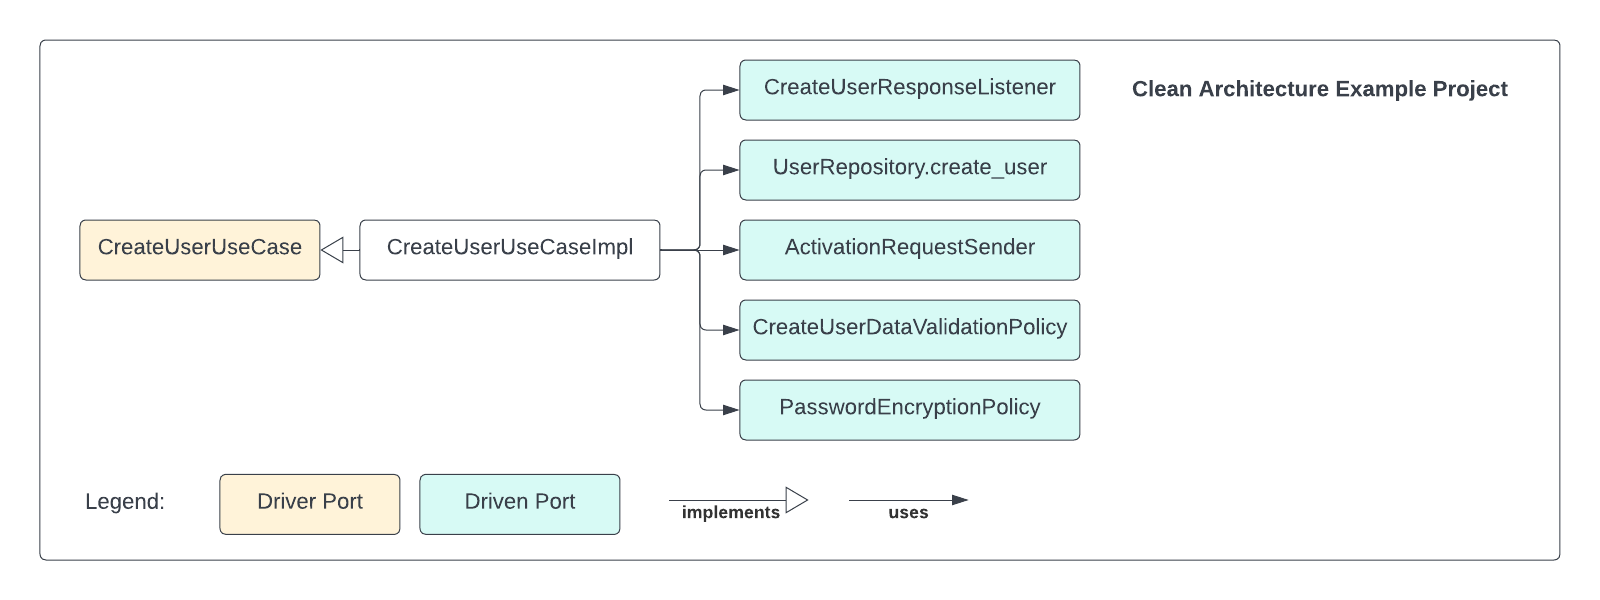 CreateUserResponseListener
Clean Architecture Example Project
UserRepository.create_user
CreateUserUseCase
CreateUserUseCaseImpl
ActivationRequestSender
CreateUserDataValidationPolicy
PasswordEncryptionPolicy
Legend:
Driver Port
Driven Port
implements
uses